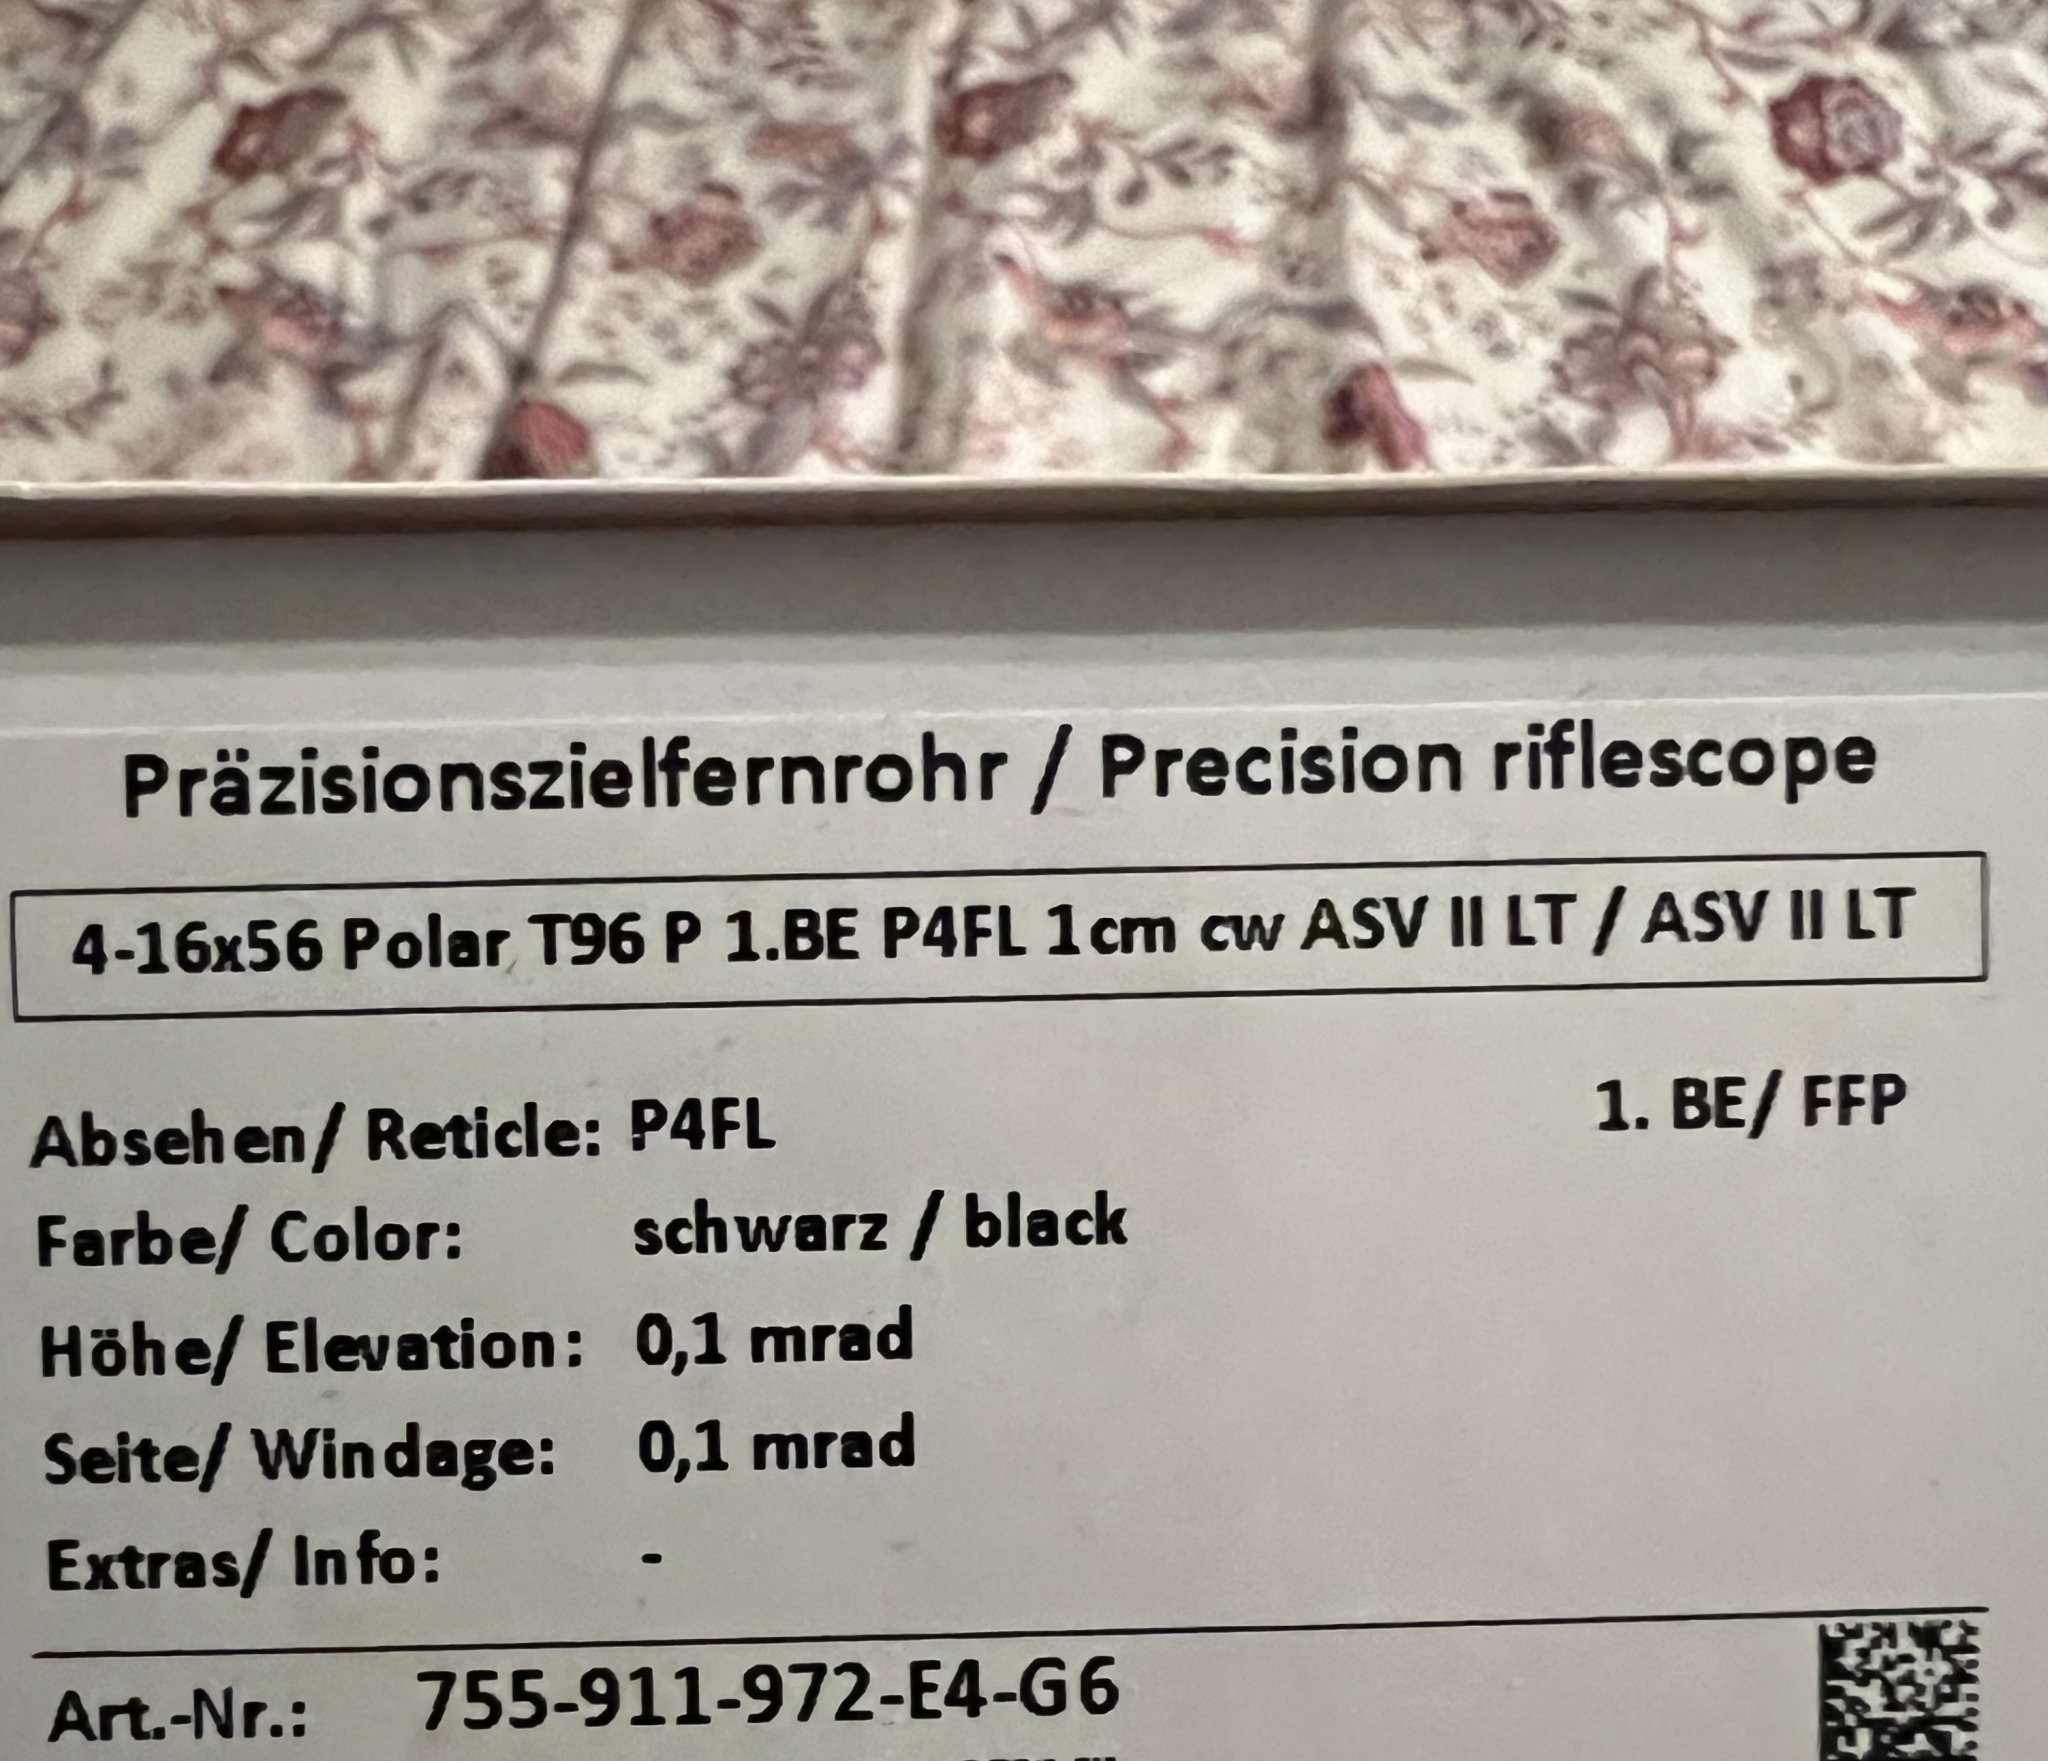 Präzisionszielfernrohr / Precision riflescope
4-16x56 Polar T96 P 1.BE P4FL 1cm cw ASV II LT / ASV II LT
Absehen/ Reticle: P4FL 1. BE/ FFP
Farbe/ Color: schwarz / black
Höhe/ Elevation: 0,1 mrad
Seite/ Windage: 0,1 mrad
Extras/ Info: -
Art.-Nr.: 755-911-972-E4-G6